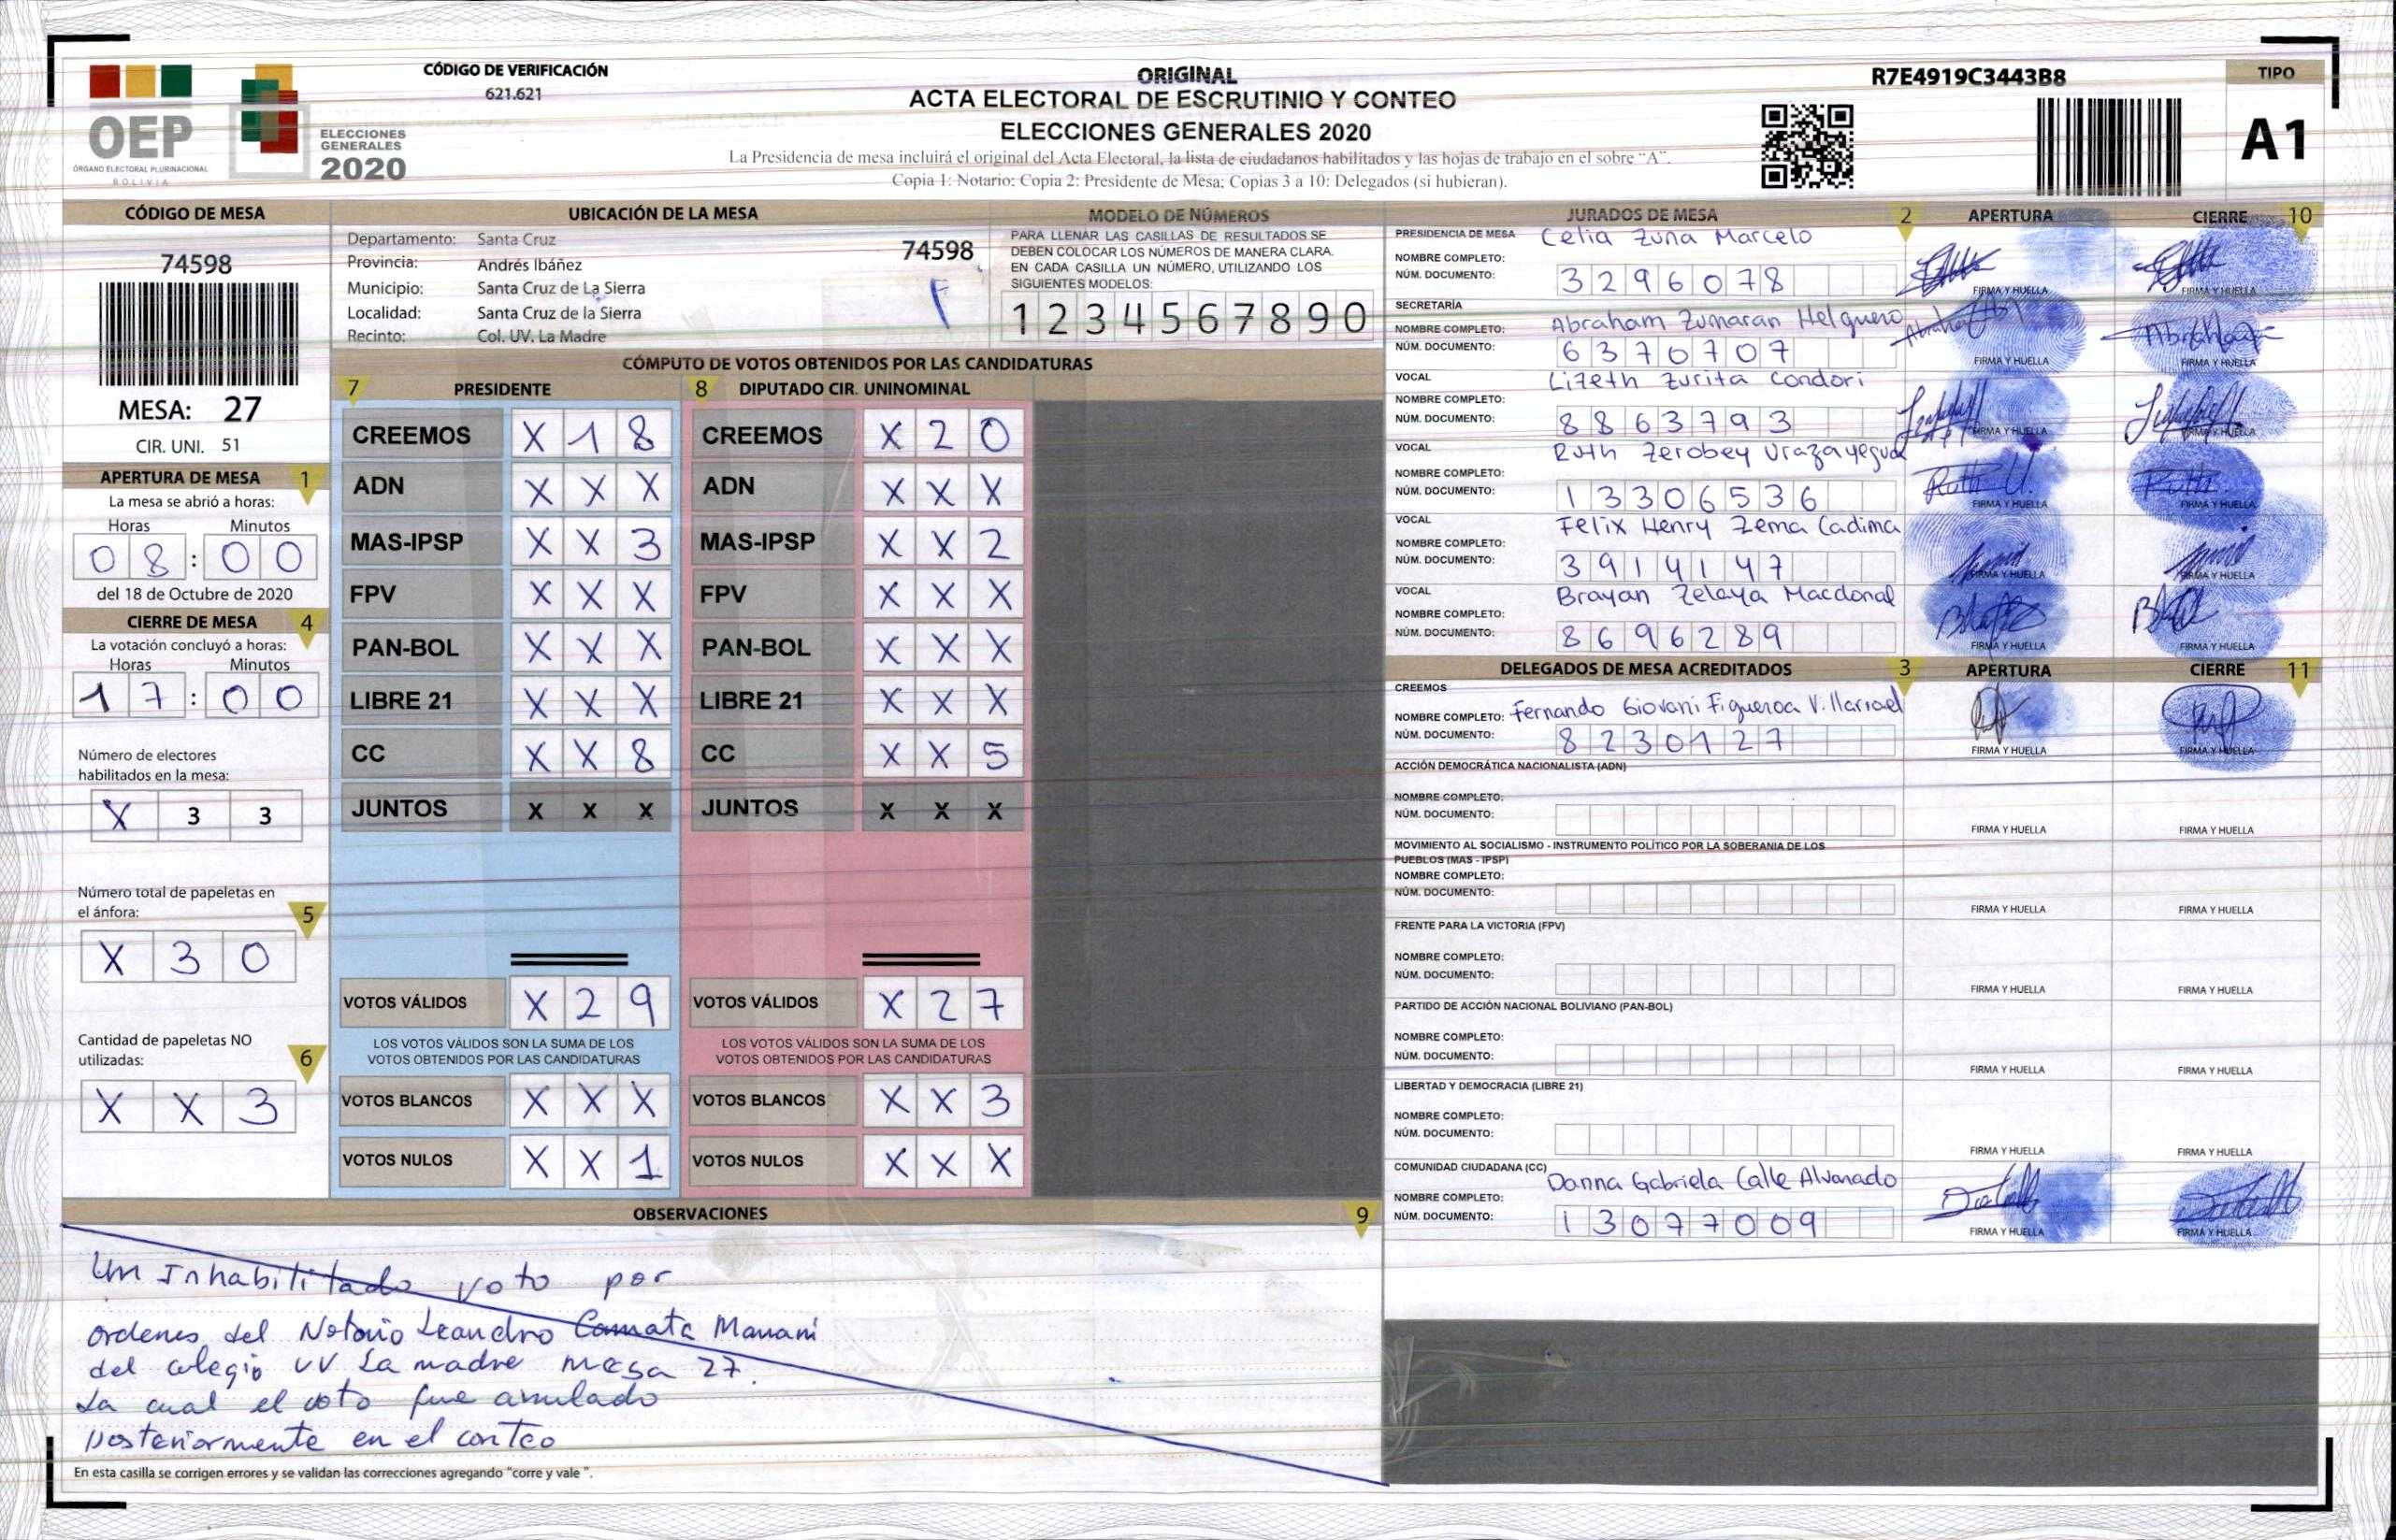 OEP
ÓRGANO ELECTORAL PLURINACIONAL
BOLIVIA
ELECCIONES
GENERALES
2020
CÓDIGO DE VERIFICACIÓN
621.621
ORIGINAL
ACTA ELECTORAL DE ESCRUTINIO Y CONTEO
ELECCIONES GENERALES 2020
La Presidencia de mesa incluirá el original del Acta Electoral, la lista de ciudadanos habilitados y las hojas de trabajo en el sobre "A".
Copia 1: Notario; Copia 2: Presidente de Mesa; Copias 3 a 10: Delegados (si hubieran).
R7E4919C3443B8
TIPO
A1
CÓDIGO DE MESA
74598
MESA: 27
CIR. UNI. 51
APERTURA DE MESA 1
La mesa se abrió a horas:
Horas Minutos
08:00
del 18 de Octubre de 2020
CIERRE DE MESA 4
La votación concluyó a horas:
Horas Minutos
17:00
Número de electores
habilitados en la mesa:
X 3 3
Número total de papeletas en
el ánfora: 5
X 3 0
Cantidad de papeletas NO
utilizadas: 6
X X 3
UBICACIÓN DE LA MESA
Departamento: Santa Cruz
Provincia: Andrés Ibáñez
Municipio: Santa Cruz de La Sierra
Localidad: Santa Cruz de la Sierra
Recinto: Col. UV. La Madre
74598
MODELO DE NÚMEROS
PARA LLENAR LAS CASILLAS DE RESULTADOS SE
DEBEN COLOCAR LOS NÚMEROS DE MANERA CLARA.
EN CADA CASILLA UN NÚMERO, UTILIZANDO LOS
SIGUIENTES MODELOS:
1 2 3 4 5 6 7 8 9 0
CÓMPUTO DE VOTOS OBTENIDOS POR LAS CANDIDATURAS
7 PRESIDENTE 8 DIPUTADO CIR. UNINOMINAL
CREEMOS X 1 8 CREEMOS X 2 0
ADN X X X ADN X X X
MAS-IPSP X X 3 MAS-IPSP X X 2
FPV X X X FPV X X X
PAN-BOL X X X PAN-BOL X X X
LIBRE 21 X X X LIBRE 21 X X X
CC X X 8 CC X X 5
JUNTOS X X X JUNTOS X X X
VOTOS VÁLIDOS X 2 9 VOTOS VÁLIDOS X 2 7
LOS VOTOS VÁLIDOS SON LA SUMA DE LOS LOS VOTOS VÁLIDOS SON LA SUMA DE LOS
VOTOS OBTENIDOS POR LAS CANDIDATURAS VOTOS OBTENIDOS POR LAS CANDIDATURAS
VOTOS BLANCOS X X X VOTOS BLANCOS X X 3
VOTOS NULOS X X 1 VOTOS NULOS X X X
OBSERVACIONES 9
Un Inhabilitado voto por
ordenes del Notario Leandro Camata Mamani
del colegio UV La madre mesa 27.
La cual el voto fue anulado
posteriormente en el conteo
En esta casilla se corrigen errores y se validan las correcciones agregando "corre y vale ".
JURADOS DE MESA 2 APERTURA CIERRE 10
PRESIDENCIA DE MESA Celia Zuna Marcelo
NOMBRE COMPLETO:
NÚM. DOCUMENTO: 3296078
FIRMA Y HUELLA FIRMA Y HUELLA
SECRETARÍA
NOMBRE COMPLETO: Abraham Zumaran Helguero
NÚM. DOCUMENTO: 6370707
FIRMA Y HUELLA FIRMA Y HUELLA
VOCAL Lizeth Zurita Condori
NOMBRE COMPLETO:
NÚM. DOCUMENTO: 8863793
FIRMA Y HUELLA FIRMA Y HUELLA
VOCAL Ruth Zerobey
NOMBRE COMPLETO:
NÚM. DOCUMENTO: 13306536
FIRMA Y HUELLA FIRMA Y HUELLA
VOCAL Felix Henry Zema Cadima
NOMBRE COMPLETO:
NÚM. DOCUMENTO: 3914147
FIRMA Y HUELLA FIRMA Y HUELLA
VOCAL Brayan Zelaya Macdonal
NOMBRE COMPLETO:
NÚM. DOCUMENTO: 8696289
FIRMA Y HUELLA FIRMA Y HUELLA
DELEGADOS DE MESA ACREDITADOS 3 APERTURA CIERRE 11
CREEMOS
NOMBRE COMPLETO: Fernando Giovani Figueroa Villarroel
NÚM. DOCUMENTO: 8230127
FIRMA Y HUELLA FIRMA Y HUELLA
ACCIÓN DEMOCRÁTICA NACIONALISTA (ADN)
NOMBRE COMPLETO:
NÚM. DOCUMENTO:
FIRMA Y HUELLA FIRMA Y HUELLA
MOVIMIENTO AL SOCIALISMO - INSTRUMENTO POLÍTICO POR LA SOBERANIA DE LOS
PUEBLOS (MAS - IPSP)
NOMBRE COMPLETO:
NÚM. DOCUMENTO:
FIRMA Y HUELLA FIRMA Y HUELLA
FRENTE PARA LA VICTORIA (FPV)
NOMBRE COMPLETO:
NÚM. DOCUMENTO:
FIRMA Y HUELLA FIRMA Y HUELLA
PARTIDO DE ACCIÓN NACIONAL BOLIVIANO (PAN-BOL)
NOMBRE COMPLETO:
NÚM. DOCUMENTO:
FIRMA Y HUELLA FIRMA Y HUELLA
LIBERTAD Y DEMOCRACIA (LIBRE 21)
NOMBRE COMPLETO:
NÚM. DOCUMENTO:
FIRMA Y HUELLA FIRMA Y HUELLA
COMUNIDAD CIUDADANA (CC) Danna Gabriela Calle Alvarado
NOMBRE COMPLETO:
NÚM. DOCUMENTO: 13077009
FIRMA Y HUELLA FIRMA Y HUELLA